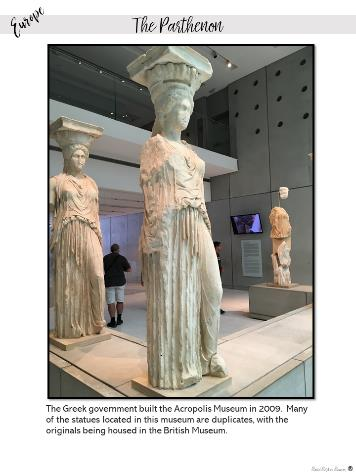 Europe
The Parthenon
The Greek government built the Acropolis Museum in 2009. Many
of the statues located in this museum are duplicates, with the
originals being housed in the British Museum.